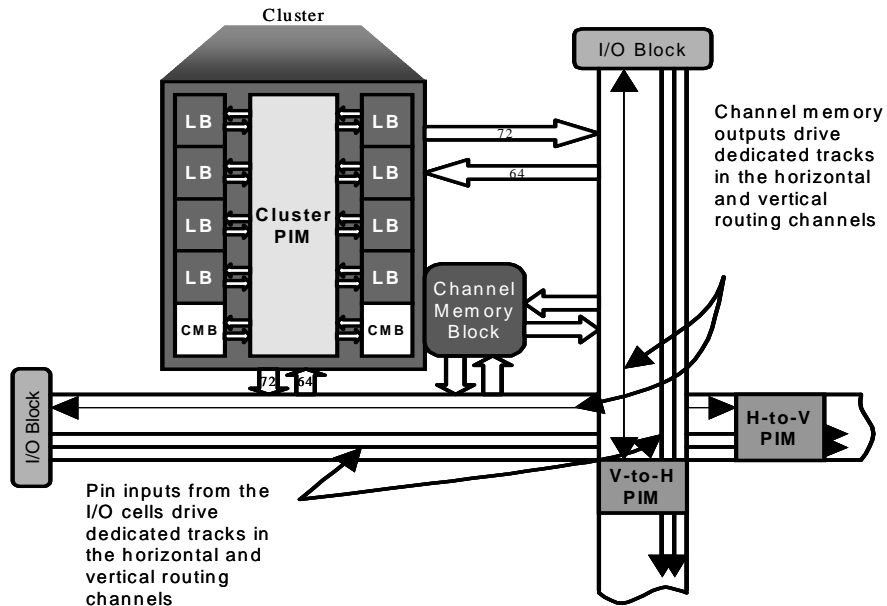 Cluster
I/O Block
LB
LB
LB
LB
CMB
Cluster
PIM
LB
LB
LB
LB
CMB
72
64
Channel memory
outputs drive
dedicated tracks
in the horizontal
and vertical
routing channels
Channel
Memory
Block
72
64
I/O Block
H-to-V
PIM
V-to-H
PIM
Pin inputs from the
I/O cells drive
dedicated tracks in
the horizontal and
vertical routing
channels